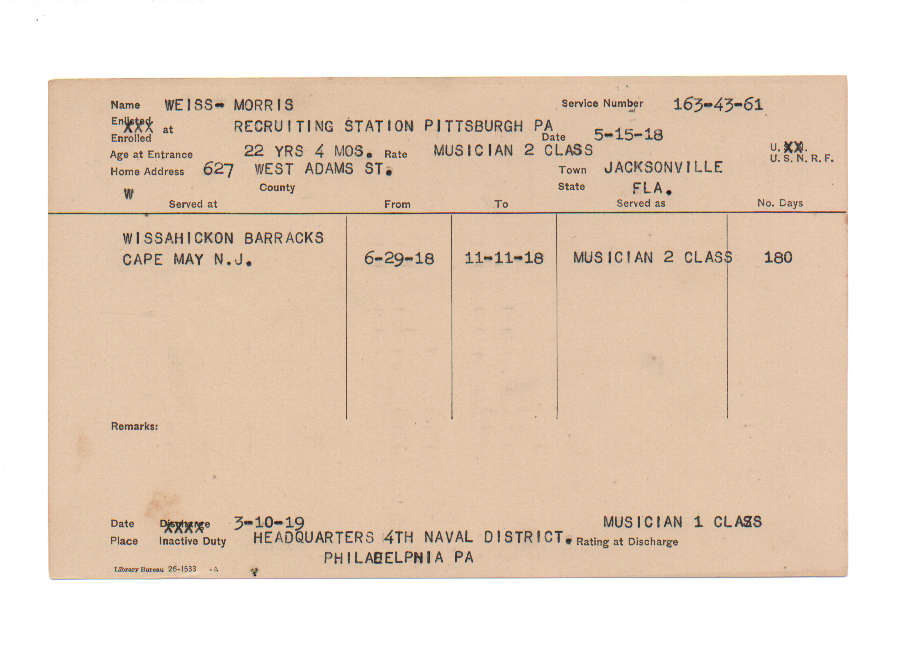 Name WEISS- MORRIS Service Number 163-43-61
Enlisted XXX at RECRUITING STATION PITTSBURGH PA Date 5-15-18
Enrolled
Age at Entrance 22 YRS 4 MOS. Rate MUSICIAN 2 CLASS U. XX.
Home Address 627 WEST ADAMS ST. Town JACKSONVILLE U. S. N. R. F.
W County State FLA.
Served at From To Served as No. Days
WISSAHICKON BARRACKS
CAPE MAY N.J. 6-29-18 11-11-18 MUSICIAN 2 CLASS 180
Remarks:
Date Discharge XXXX 3-10-19 MUSICIAN 1 CLASS
Place Inactive Duty HEADQUARTERS 4TH NAVAL DISTRICT. Rating at Discharge
PHILADELPNIA PA
Library Bureau 26-1533